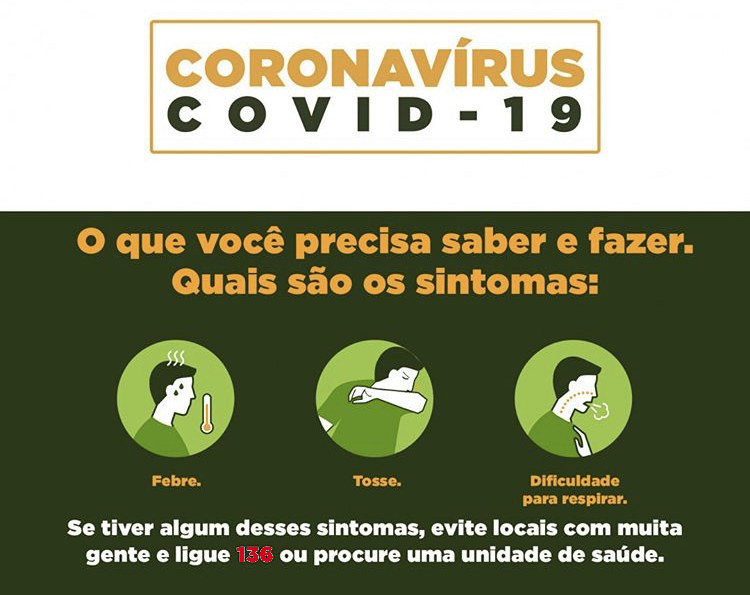 CORONAVÍRUS
COVID-19
O que você precisa saber e fazer.
Quais são os sintomas:
Febre.
Tosse.
Dificuldade
para respirar.
Se tiver algum desses sintomas, evite locais com muita
gente e ligue 136 ou procure uma unidade de saúde.